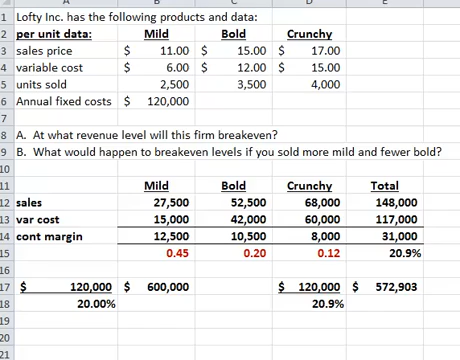 A B C D E
1 Lofty Inc. has the following products and data:
2 per unit data: Mild Bold Crunchy
3 sales price $ 11.00 $ 15.00 $ 17.00
4 variable cost $ 6.00 $ 12.00 $ 15.00
5 units sold 2,500 3,500 4,000
6 Annual fixed costs $ 120,000
7
8 A. At what revenue level will this firm breakeven?
9 B. What would happen to breakeven levels if you sold more mild and fewer bold?
10
11 Mild Bold Crunchy Total
12 sales 27,500 52,500 68,000 148,000
13 var cost 15,000 42,000 60,000 117,000
14 cont margin 12,500 10,500 8,000 31,000
15 0.45 0.20 0.12 20.9%
16
17 $ 120,000 $ 600,000 $ 120,000 $ 572,903
18 20.00% 20.9%
19
20
21